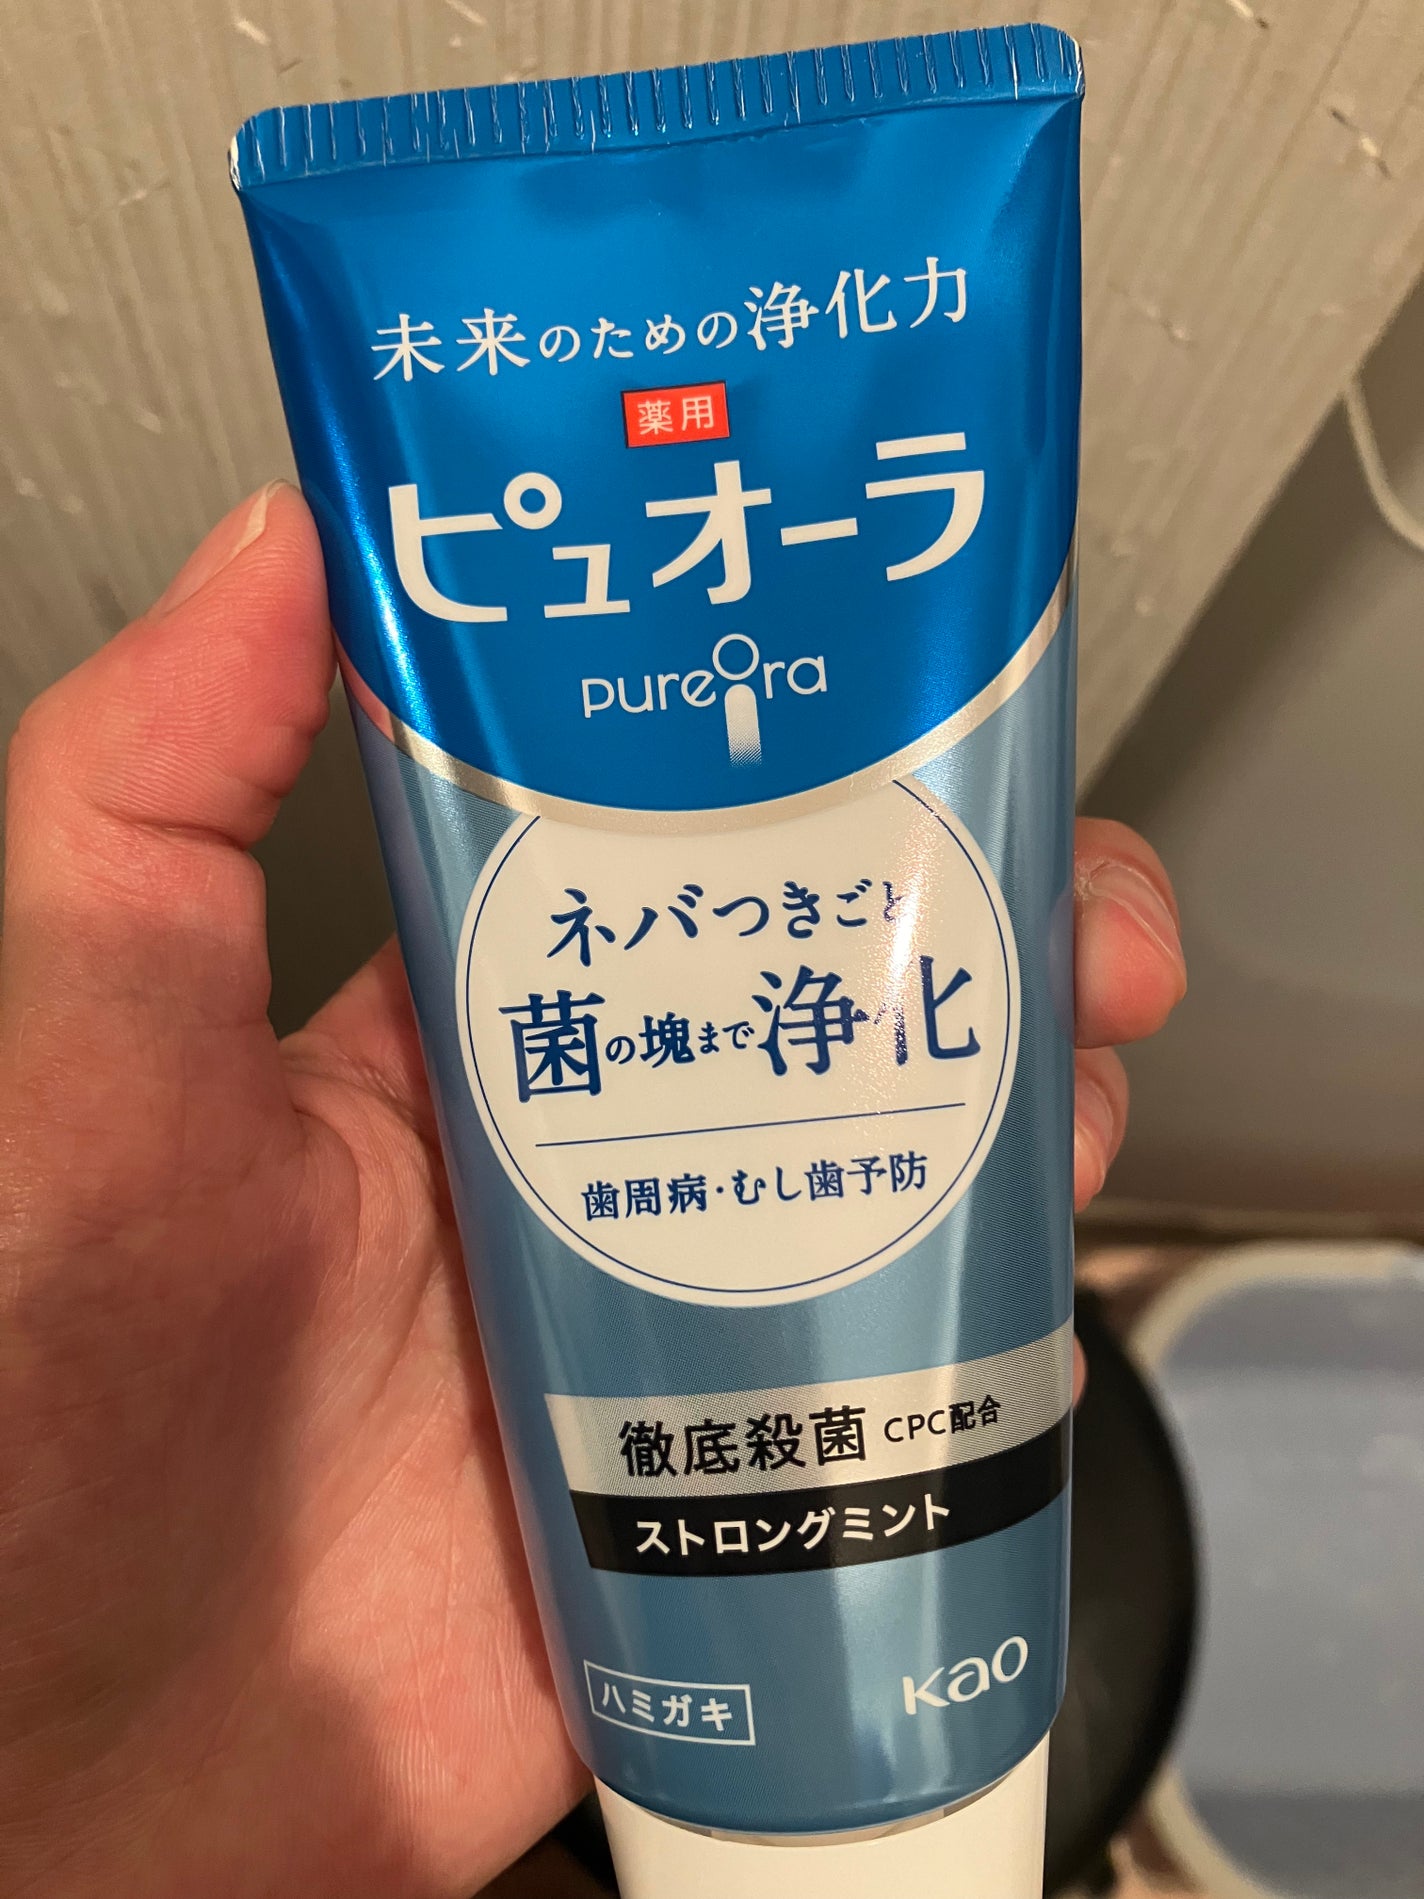 未来のための浄化力
薬用
ピュオーラ
pureora
ネバつきごと
菌の塊まで浄化
歯周病・むし歯予防
徹底殺菌 CPC配合
ストロングミント
ハミガキ
Kao